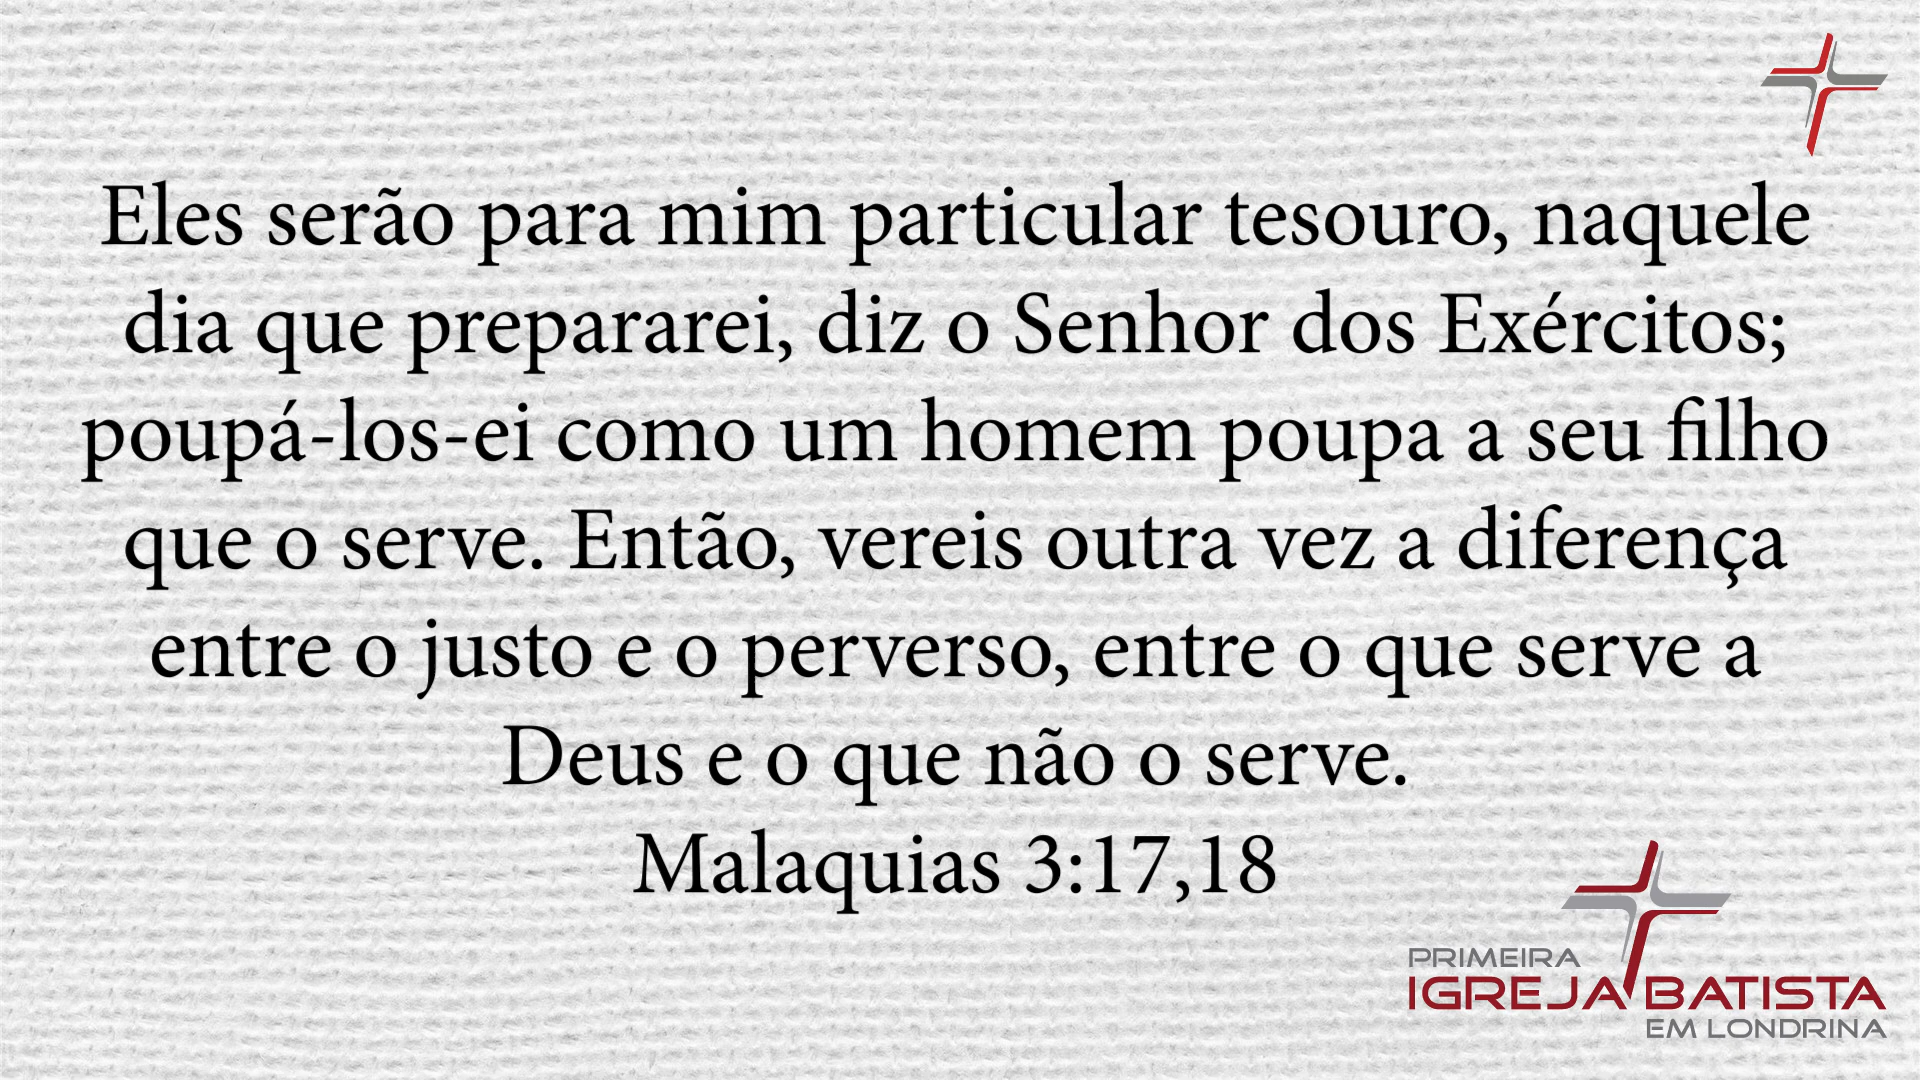 Eles serão para mim particular tesouro, naquele
dia que prepararei, diz o Senhor dos Exércitos;
poupá-los-ei como um homem poupa a seu filho
que o serve. Então, vereis outra vez a diferença
entre o justo e o perverso, entre o que serve a
Deus e o que não o serve.
Malaquias 3:17,18
PRIMEIRA
IGREJA BATISTA
EM LONDRINA